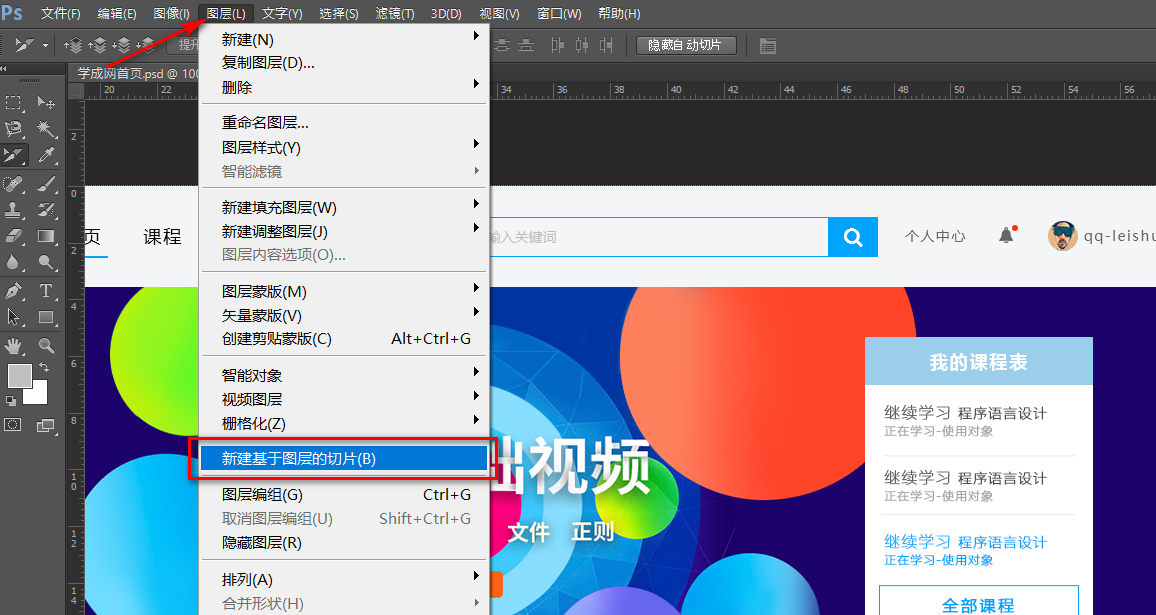 Ps 文件(F) 编辑(E) 图像(I) 图层(L) 文字(Y) 选择(S) 滤镜(T) 3D(D) 视图(V) 窗口(W) 帮助(H)
提升
隐藏自动切片
学成网首页.psd @ 100
20 22 34 36 38 40 42 44 46 48 50 52 54 56
2
0
2
4
6
8
10
12
14
新建(N)
复制图层(D)...
删除
重命名图层...
图层样式(Y)
智能滤镜
新建填充图层(W)
新建调整图层(J)
图层内容选项(O)...
图层蒙版(M)
矢量蒙版(V)
创建剪贴蒙版(C) Alt+Ctrl+G
智能对象
视频图层
栅格化(Z)
新建基于图层的切片(B)
图层编组(G) Ctrl+G
取消图层编组(U) Shift+Ctrl+G
隐藏图层(R)
排列(A)
合并形状(H)
页 课程
输入关键词
个人中心
qq-leishu
础视频
文件 正则
我的课程表
继续学习 程序语言设计
正在学习-使用对象
继续学习 程序语言设计
正在学习-使用对象
继续学习 程序语言设计
正在学习-使用对象
全部课程